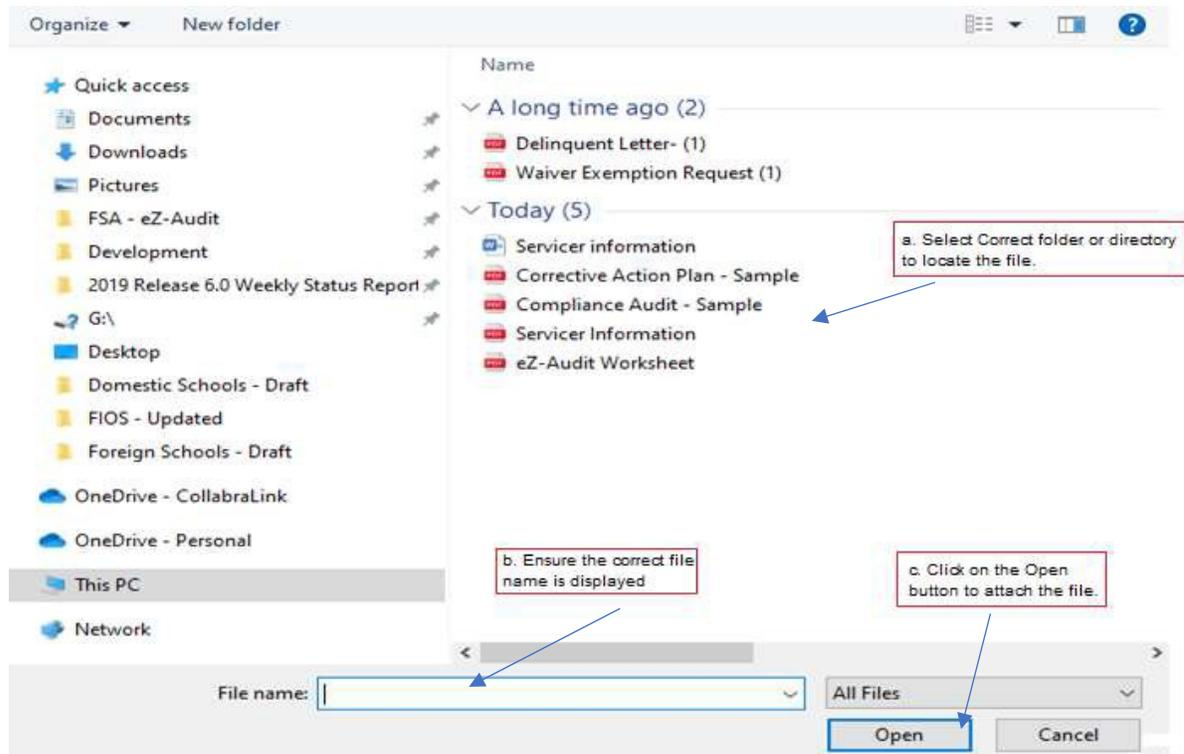 Organize New folder
Quick access
Documents
Downloads
Pictures
FSA - eZ-Audit
Development
2019 Release 6.0 Weekly Status Report
G:\
Desktop
Domestic Schools - Draft
FIOS - Updated
Foreign Schools - Draft
OneDrive - CollabraLink
OneDrive - Personal
This PC
Network
Name
A long time ago (2)
Delinquent Letter- (1)
Waiver Exemption Request (1)
Today (5)
Servicer information
Corrective Action Plan - Sample
Compliance Audit - Sample
Servicer Information
eZ-Audit Worksheet
a. Select Correct folder or directory
to locate the file.
b. Ensure the correct file
name is displayed
c. Click on the Open
button to attach the file.
File name:
All Files
Open
Cancel